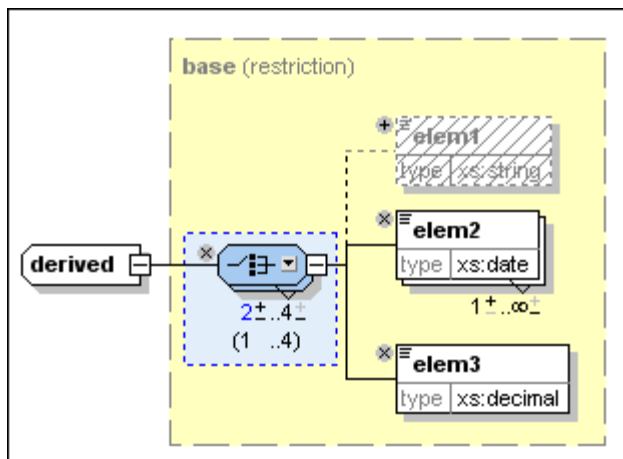 base (restriction)
elem1
type xs:string
elem2
type xs:date
1 ± ..∞ ±
derived
2 ± ..4 ±
(1 ..4)
elem3
type xs:decimal